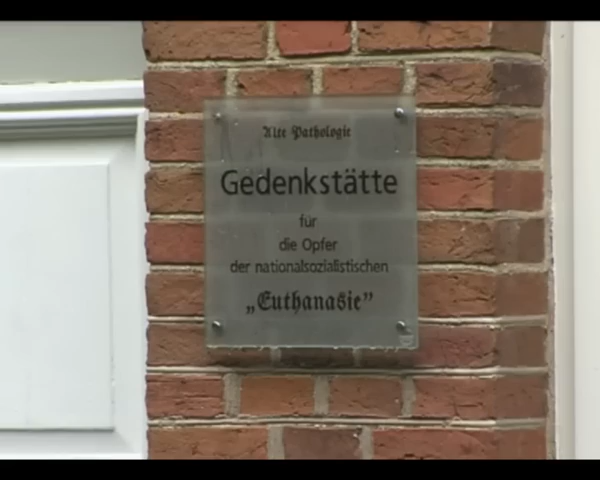 Alte Pathologie
Gedenkstätte
für
die Opfer
der nationalsozialistischen
„Euthanasie”